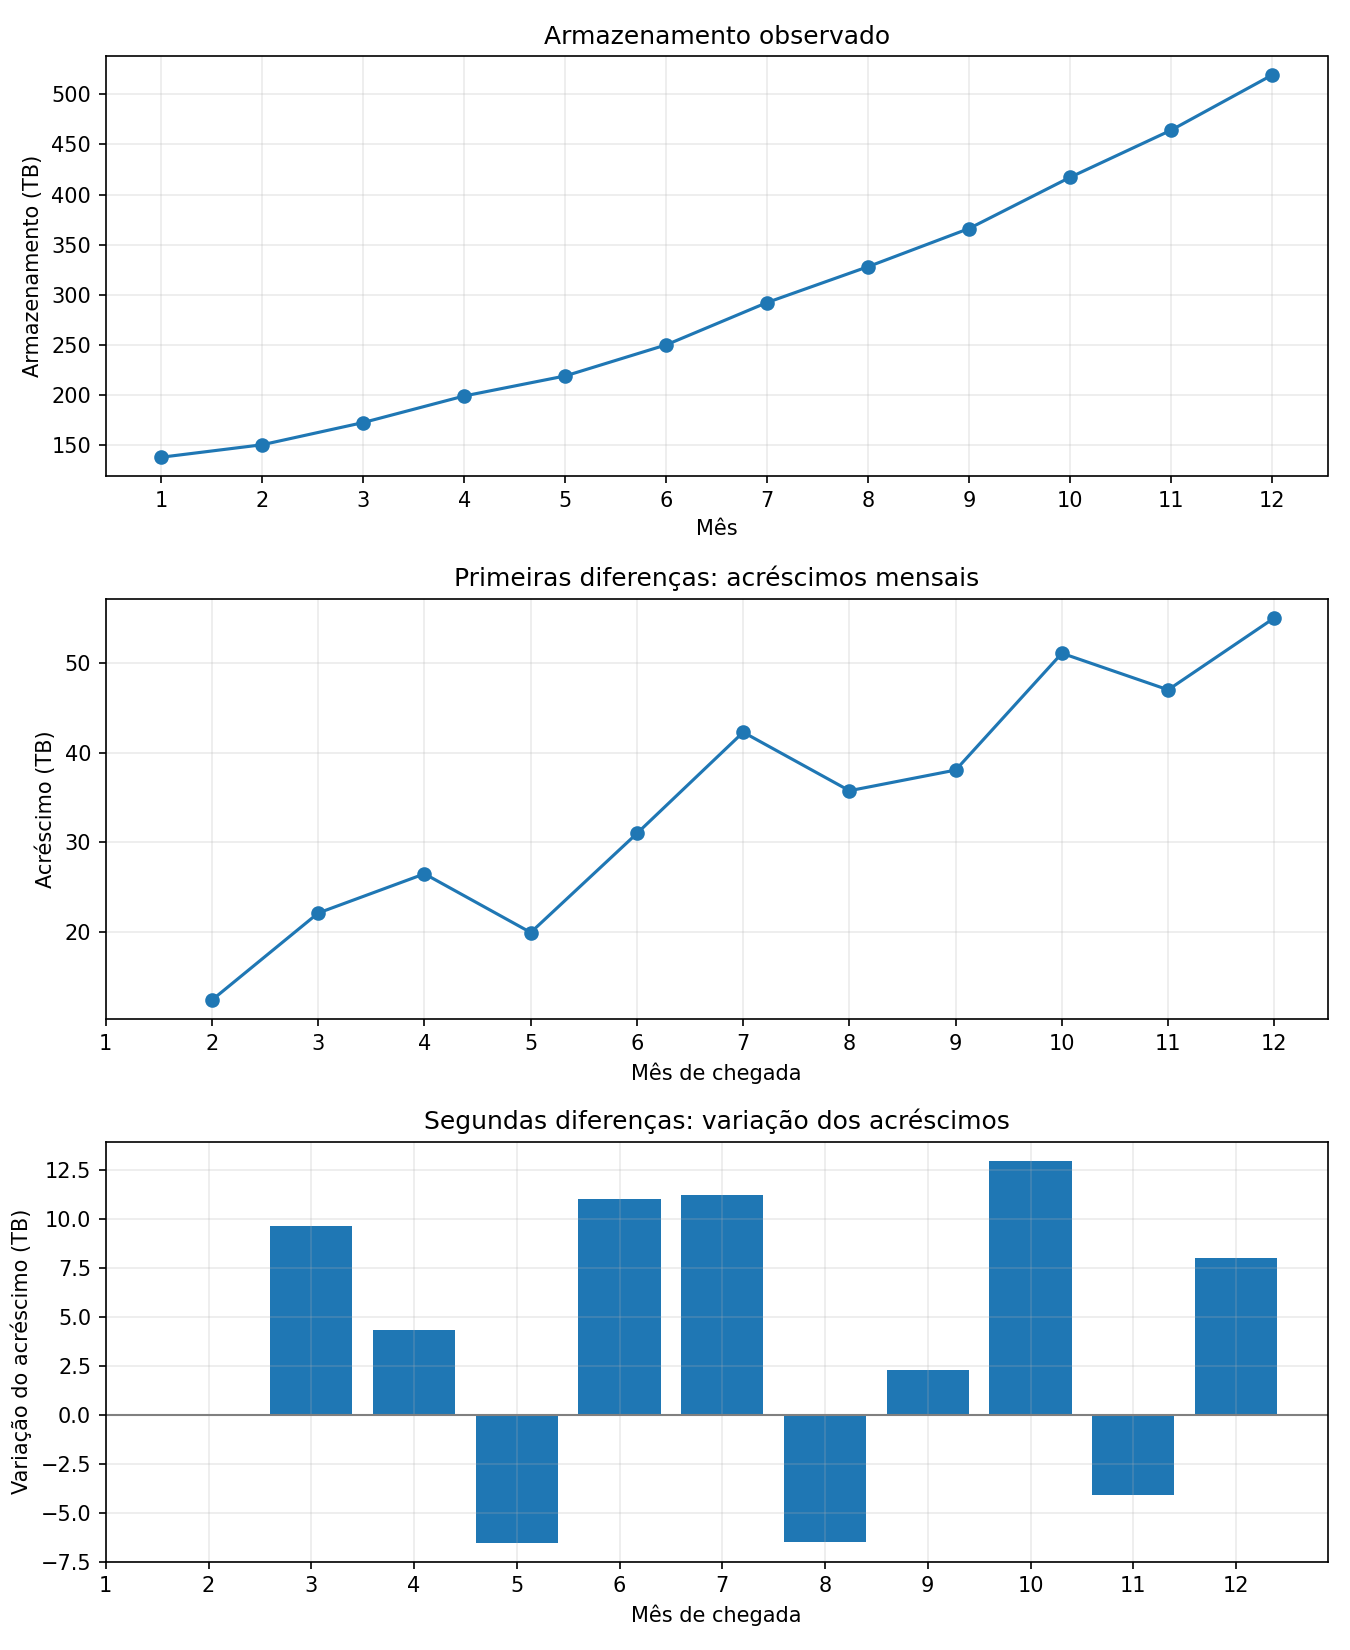 Armazenamento observado
Armazenamento (TB)
500
450
400
350
300
250
200
150
1 2 3 4 5 6 7 8 9 10 11 12
Mês
Primeiras diferenças: acréscimos mensais
Acréscimo (TB)
50
40
30
20
1 2 3 4 5 6 7 8 9 10 11 12
Mês de chegada
Segundas diferenças: variação dos acréscimos
Variação do acréscimo (TB)
12.5
10.0
7.5
5.0
2.5
0.0
−2.5
−5.0
−7.5
1 2 3 4 5 6 7 8 9 10 11 12
Mês de chegada